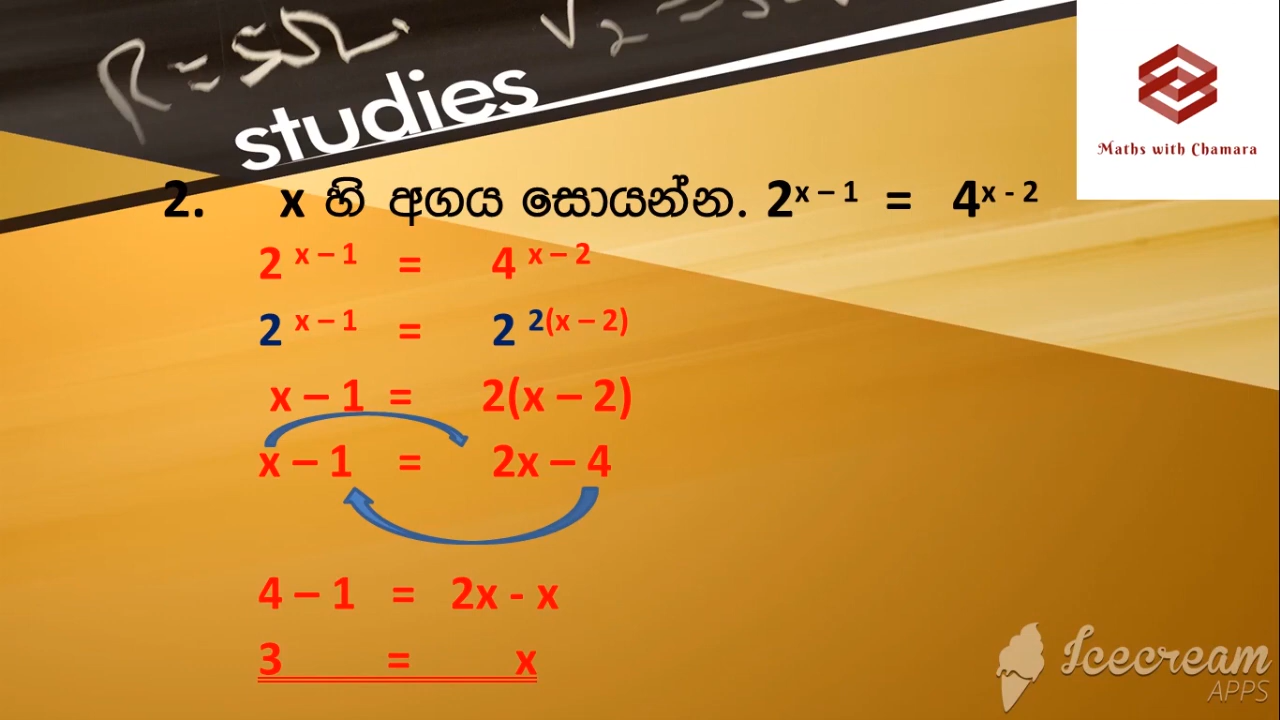 R = 5Ω
studies
Maths with Chamara
2. x හි අගය සොයන්න. 2^{x – 1} = 4^{x - 2}
2^{x – 1} = 4^{x – 2}
2^{x – 1} = 2^{2(x – 2)}
x – 1 = 2(x – 2)
x – 1 = 2x – 4
4 – 1 = 2x - x
3 = x
Icecream
APPS